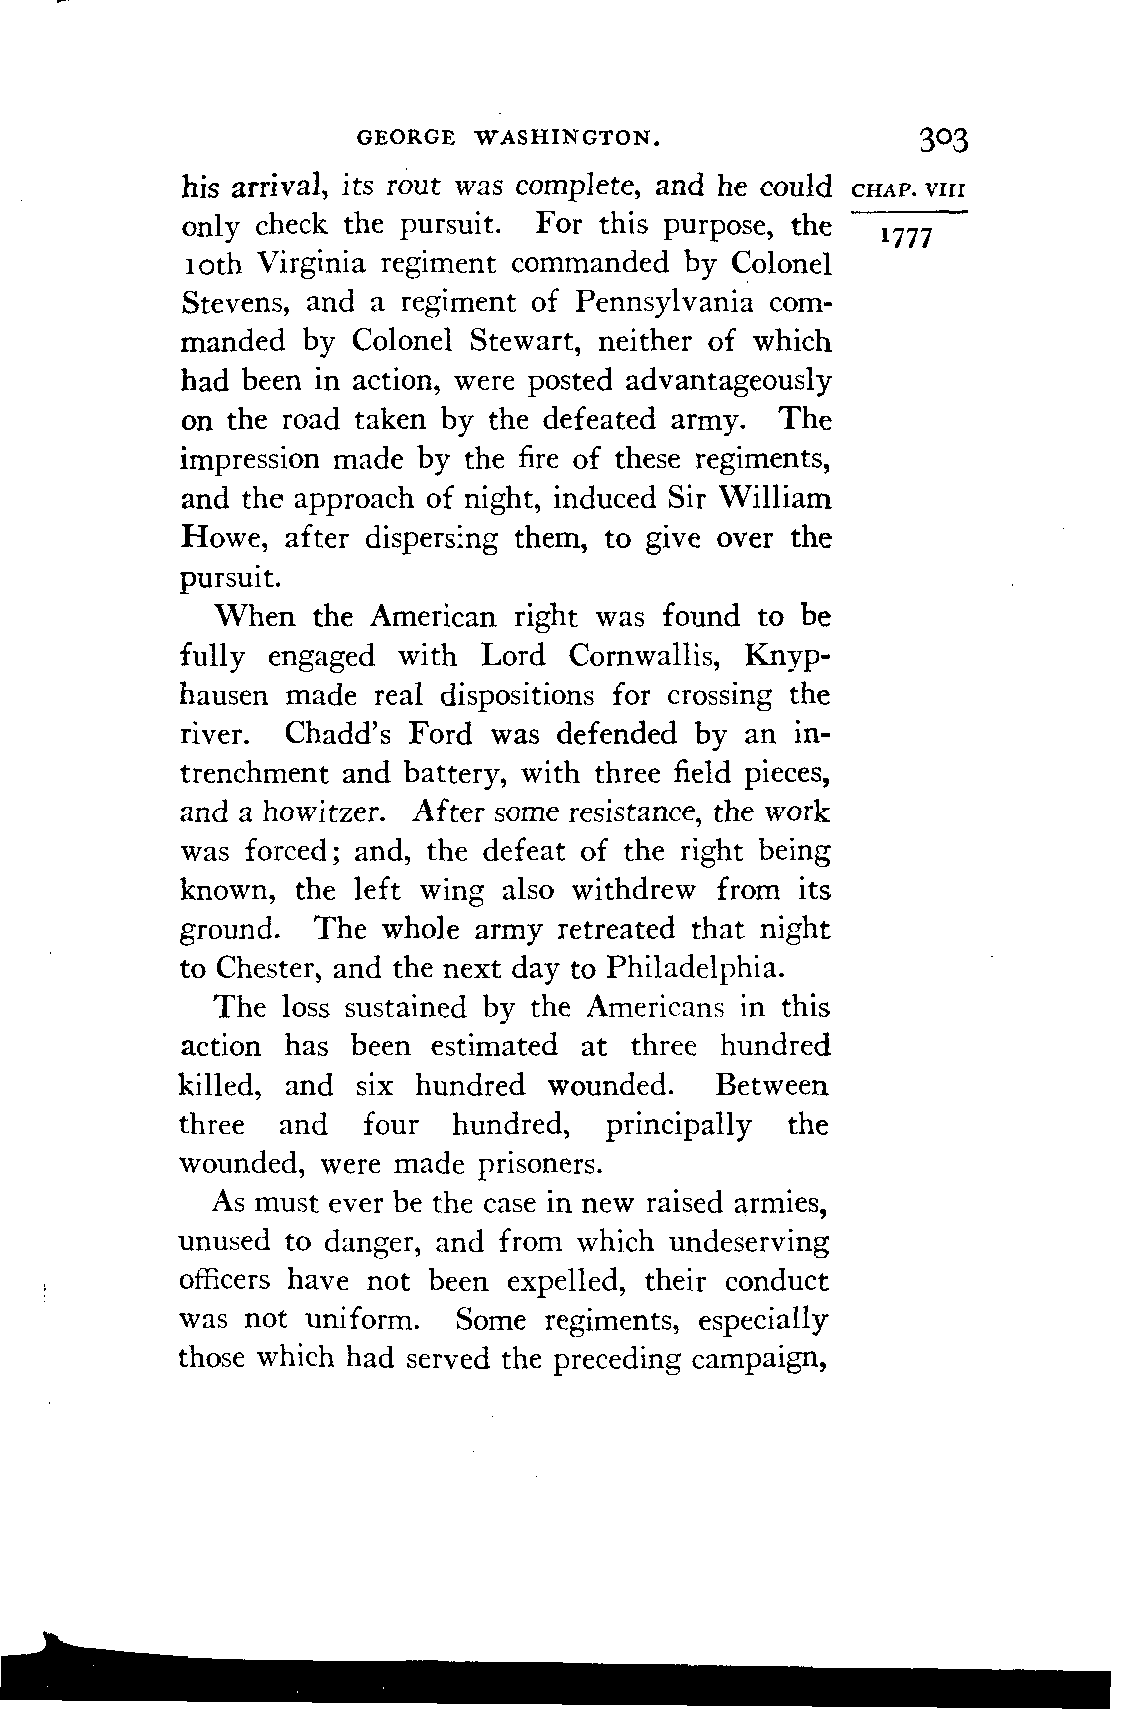 GEORGE WASHINGTON. 303
his arrival, its rout was complete, and he could
CHAP. VIII
only check the pursuit. For this purpose, the
1777
10th Virginia regiment commanded by Colonel
Stevens, and a regiment of Pennsylvania com-
manded by Colonel Stewart, neither of which
had been in action, were posted advantageously
on the road taken by the defeated army. The
impression made by the fire of these regiments,
and the approach of night, induced Sir William
Howe, after dispersing them, to give over the
pursuit.
When the American right was found to be
fully engaged with Lord Cornwallis, Knyp-
hausen made real dispositions for crossing the
river. Chadd's Ford was defended by an in-
trenchment and battery, with three field pieces,
and a howitzer. After some resistance, the work
was forced; and, the defeat of the right being
known, the left wing also withdrew from its
ground. The whole army retreated that night
to Chester, and the next day to Philadelphia.
The loss sustained by the Americans in this
action has been estimated at three hundred
killed, and six hundred wounded. Between
three and four hundred, principally the
wounded, were made prisoners.
As must ever be the case in new raised armies,
unused to danger, and from which undeserving
officers have not been expelled, their conduct
was not uniform. Some regiments, especially
those which had served the preceding campaign,